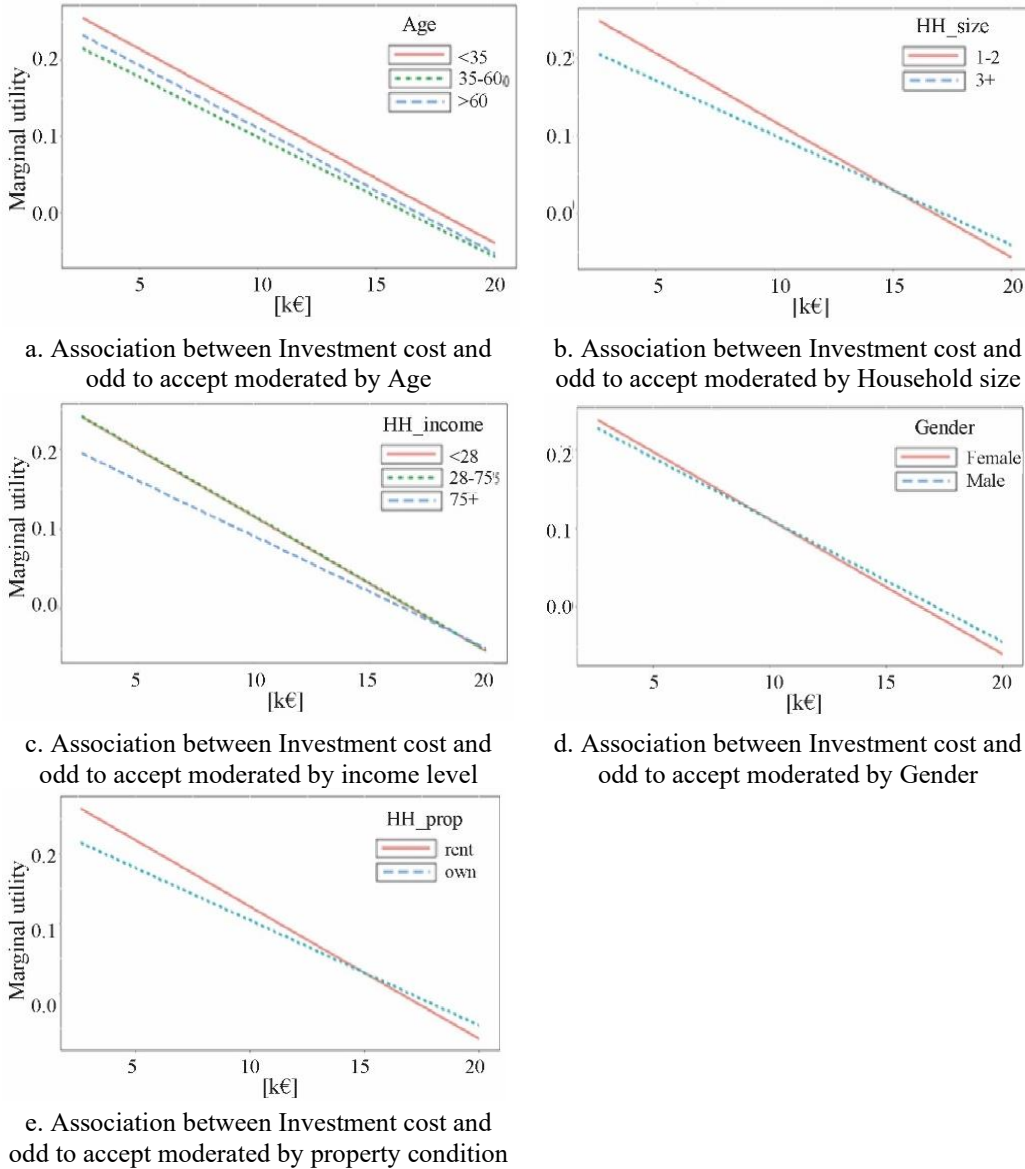 Age
<35
35-60
>60
Marginal utility
0.2
0.1
0.0
5
10
15
20
[k€]
HH_size
1-2
3+
0.2
0.1
0.0
5
10
15
20
[k€]
a. Association between Investment cost and
odd to accept moderated by Age
b. Association between Investment cost and
odd to accept moderated by Household size
HH_income
<28
28-75
75+
Marginal utility
0.2
0.1
0.0
5
10
15
20
[k€]
Gender
Female
Male
0.2
0.1
0.0
5
10
15
20
[k€]
c. Association between Investment cost and
odd to accept moderated by income level
d. Association between Investment cost and
odd to accept moderated by Gender
HH_prop
rent
own
Marginal utility
0.2
0.1
0.0
5
10
15
20
[k€]
e. Association between Investment cost and
odd to accept moderated by property condition